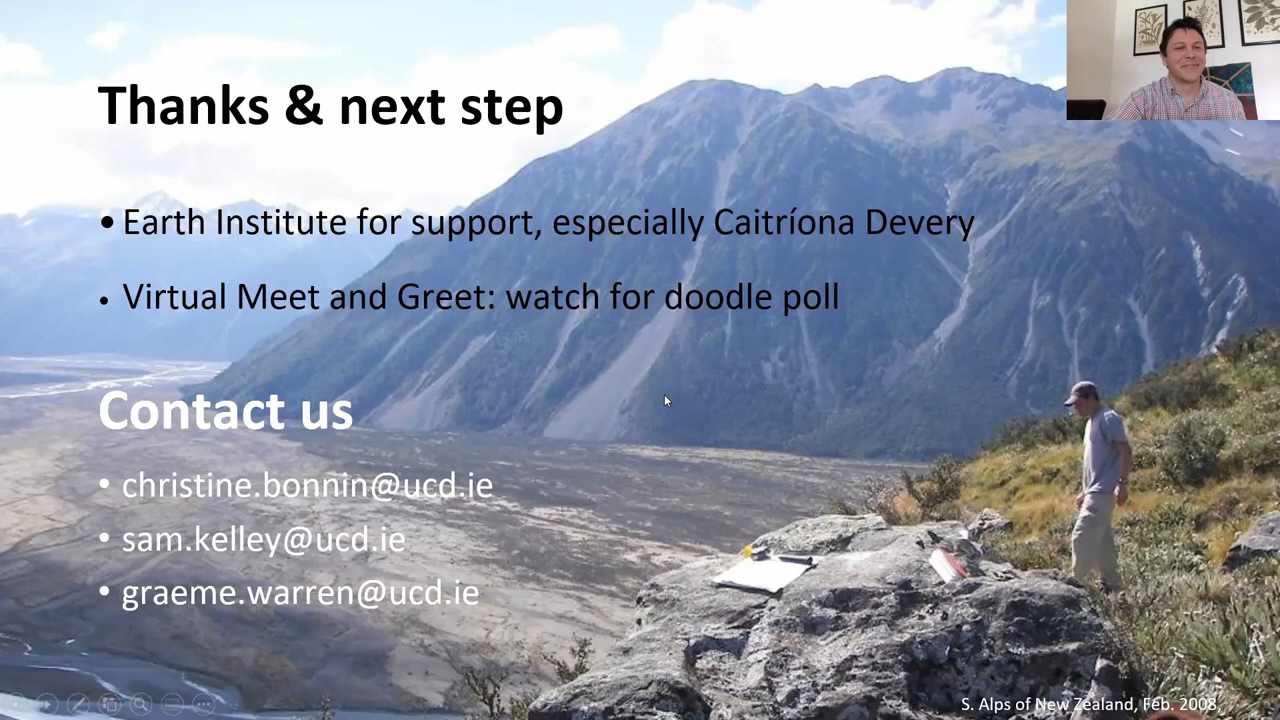 Thanks & next step
• Earth Institute for support, especially Caitríona Devery
• Virtual Meet and Greet: watch for doodle poll
Contact us
• christine.bonnin@ucd.ie
• sam.kelley@ucd.ie
• graeme.warren@ucd.ie
S. Alps of New Zealand, Feb. 2008,